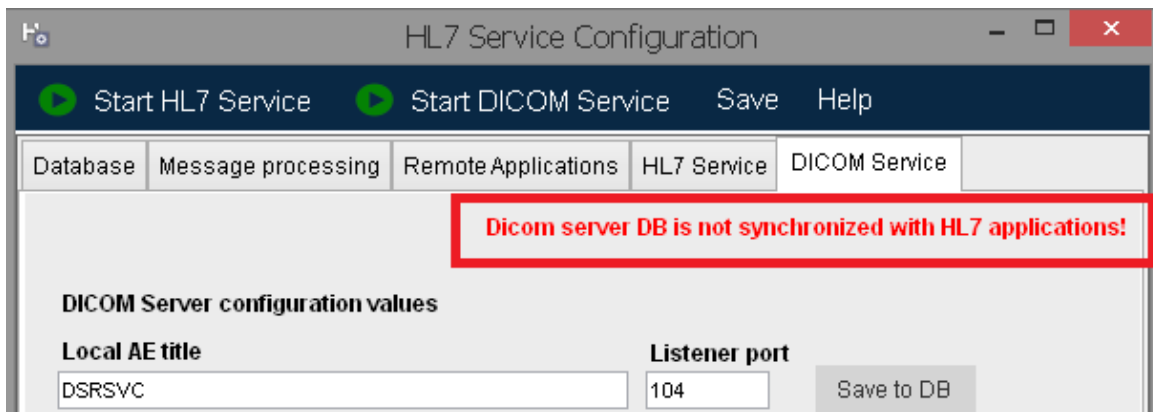 HL7 Service Configuration
Start HL7 Service Start DICOM Service Save Help
Database Message processing Remote Applications HL7 Service DICOM Service
Dicom server DB is not synchronized with HL7 applications!
DICOM Server configuration values
Local AE title Listener port
DSRSVC 104 Save to DB